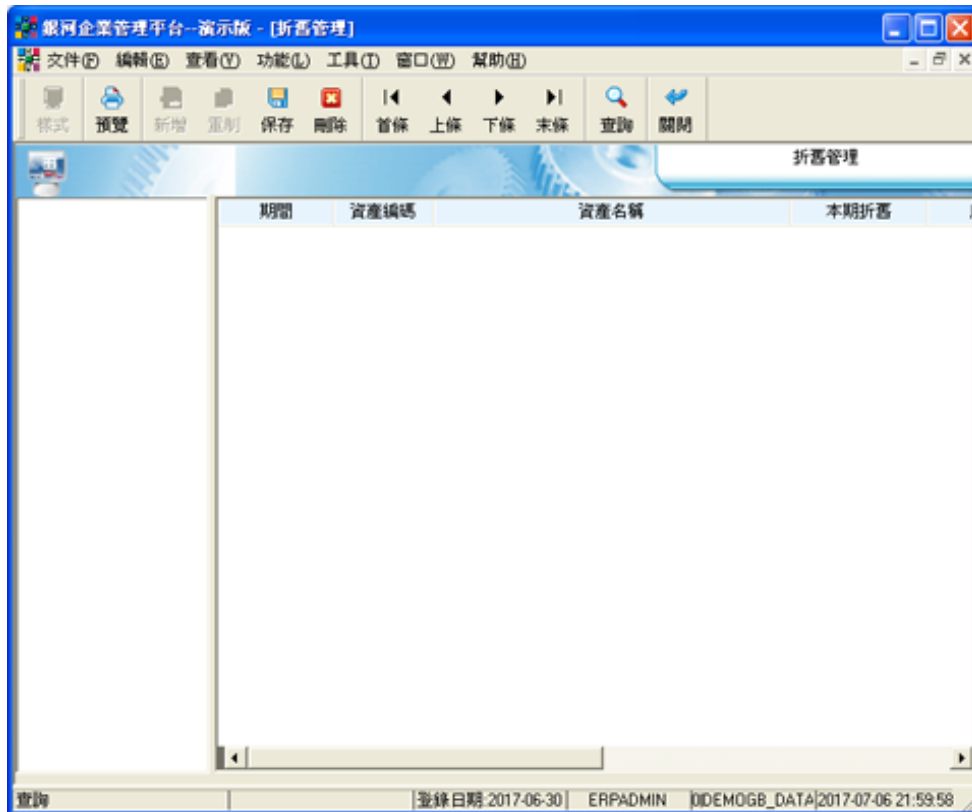 銀河企業管理平台--演示版 - [折舊管理]
文件(F) 編輯(E) 查看(V) 功能(L) 工具(T) 窗口(W) 幫助(H)
樣式 預覽 新增 重制 保存 刪除 首條 上條 下條 末條 查詢 關閉
折舊管理
期間 資產編碼 資產名稱 本期折舊
查詢 登錄日期:2017-06-30 ERPADMIN DEMOGB_DATA 2017-07-06 21:59:58